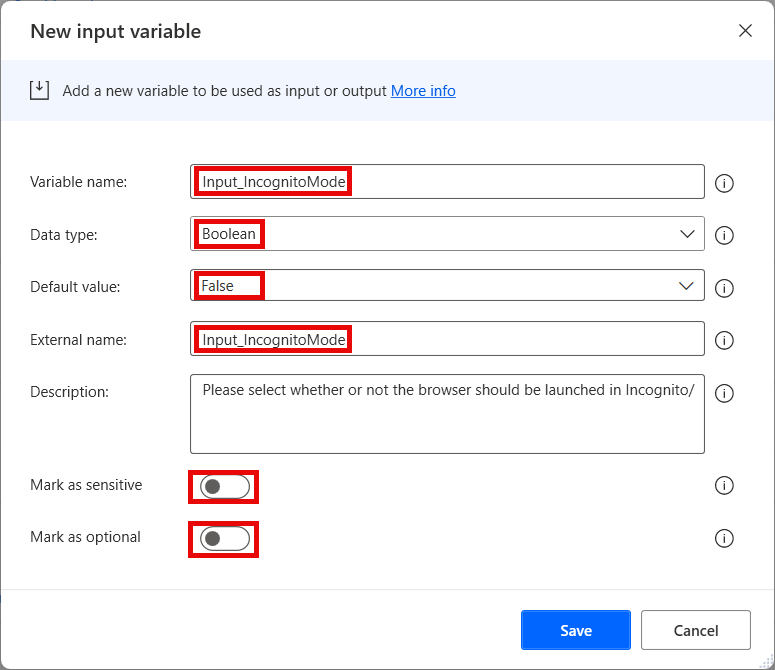 New input variable
Add a new variable to be used as input or output More info
Variable name:
Input_IncognitoMode
Data type:
Boolean
Default value:
False
External name:
Input_IncognitoMode
Description:
Please select whether or not the browser should be launched in Incognito/
Mark as sensitive
Mark as optional
Save
Cancel